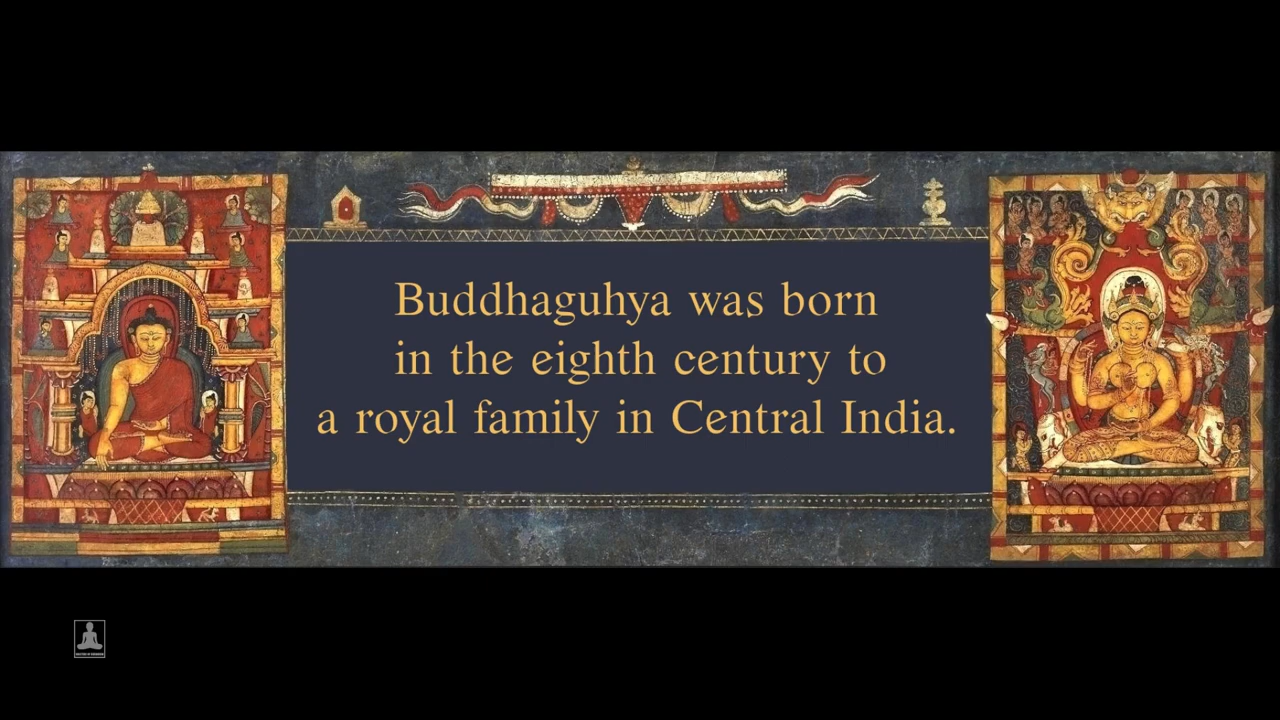 Buddhaguhya was born
in the eighth century to
a royal family in Central India.